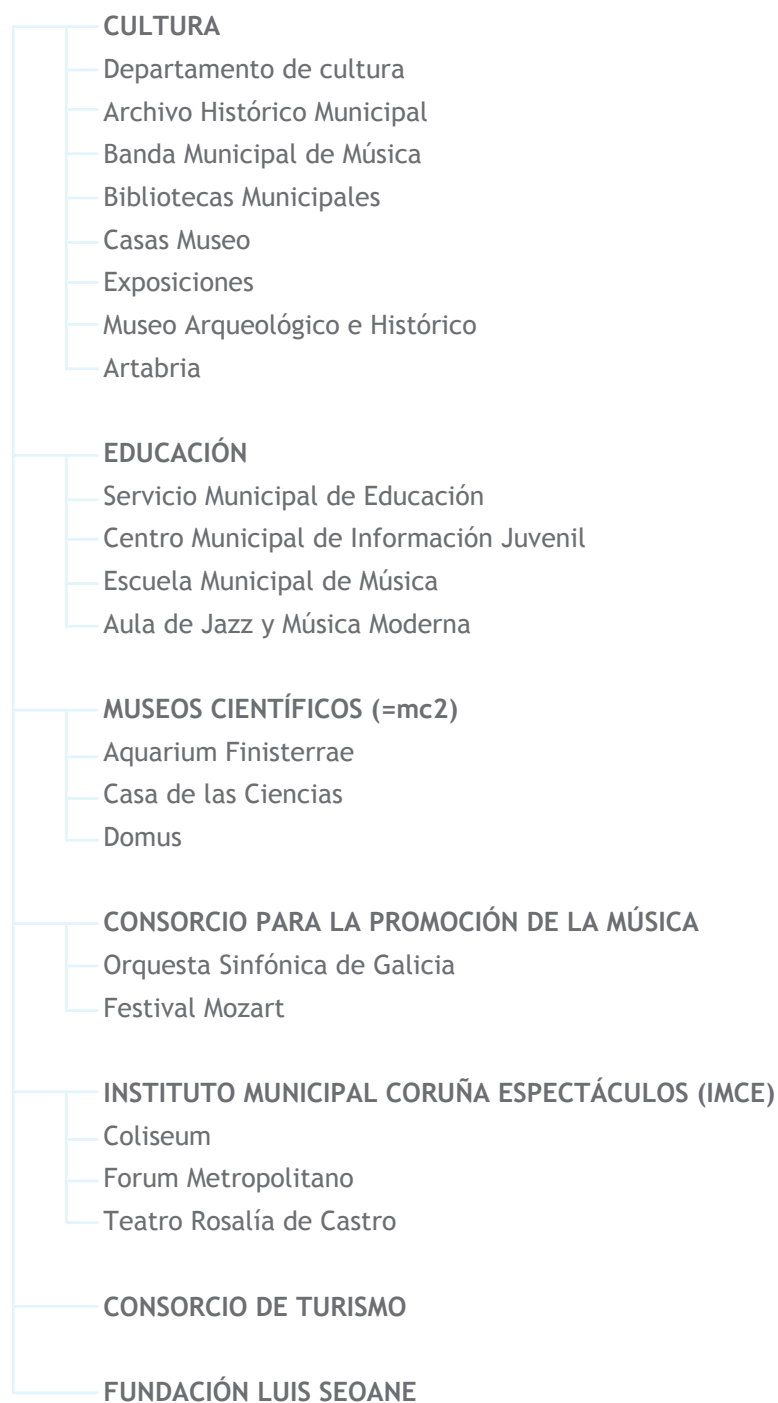 CULTURA
Departamento de cultura
Archivo Histórico Municipal
Banda Municipal de Música
Bibliotecas Municipales
Casas Museo
Exposiciones
Museo Arqueológico e Histórico
Artabria
EDUCACIÓN
Servicio Municipal de Educación
Centro Municipal de Información Juvenil
Escuela Municipal de Música
Aula de Jazz y Música Moderna
MUSEOS CIENTÍFICOS (=mc2)
Aquarium Finisterrae
Casa de las Ciencias
Domus
CONSORCIO PARA LA PROMOCIÓN DE LA MÚSICA
Orquesta Sinfónica de Galicia
Festival Mozart
INSTITUTO MUNICIPAL CORUÑA ESPECTÁCULOS (IMCE)
Coliseum
Forum Metropolitano
Teatro Rosalía de Castro
CONSORCIO DE TURISMO
FUNDACIÓN LUIS SEOANE